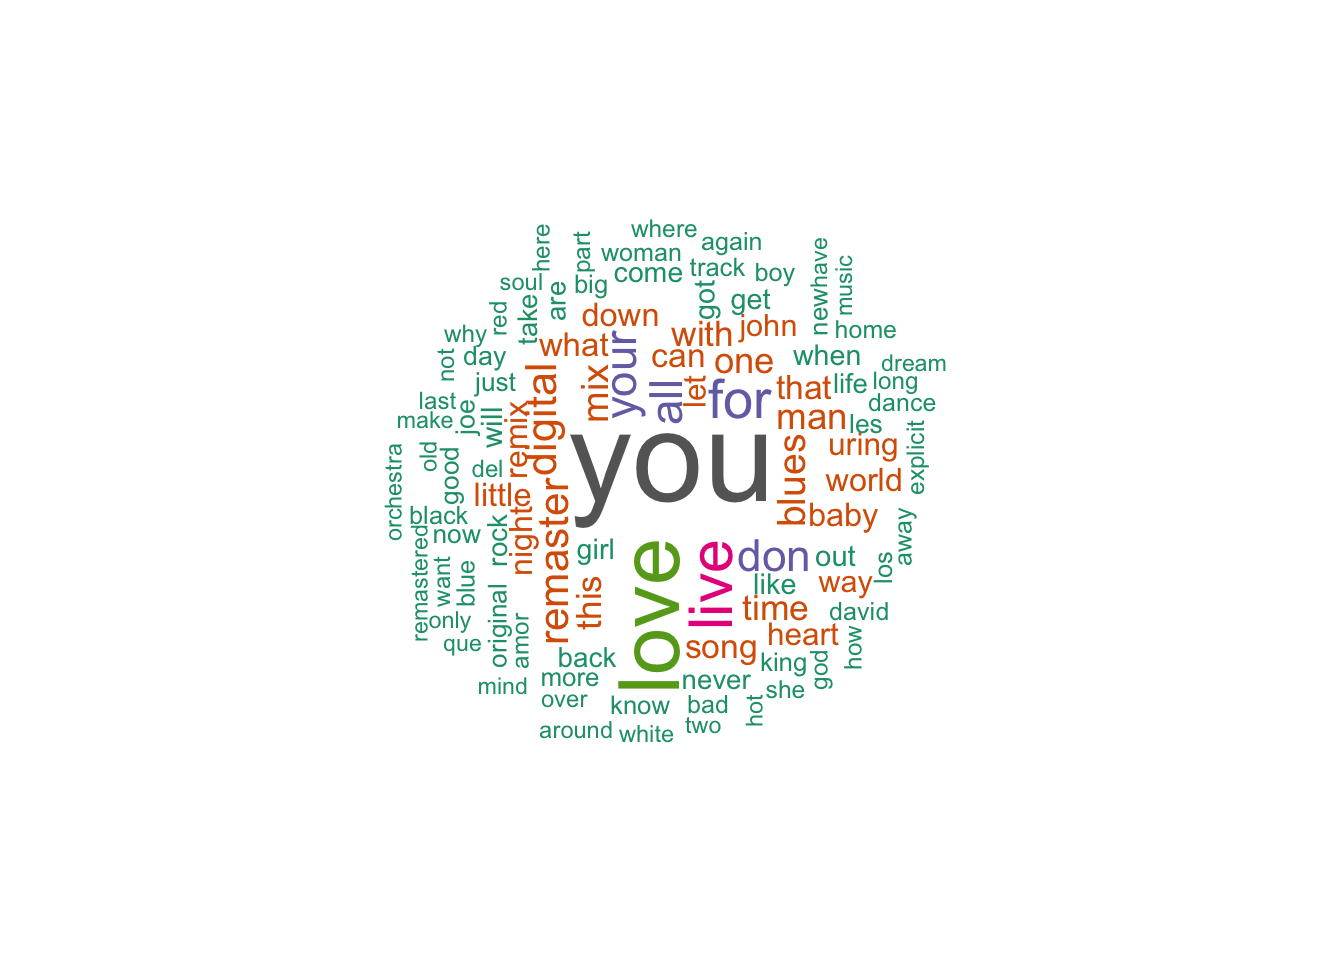 where
again
woman
here
part
come
track
boy
newhave
music
soul
big
are
got
get
red
take
down
with
john
home
why
what
your
can
one
when
dream
not
day
mix
all
let
for
that
life
long
just
digital
man
dance
last
make
joe
will
remix
you
les
uring
explicit
old
good
del
blues
world
orchestra
little
baby
black
night
remaster
now
rock
girl
love
live
don
out
away
remastered
want
blue
this
like
way
los
only
original
time
david
que
amor
song
heart
how
back
king
god
mind
more
never
she
over
know
bad
hot
around
white
two